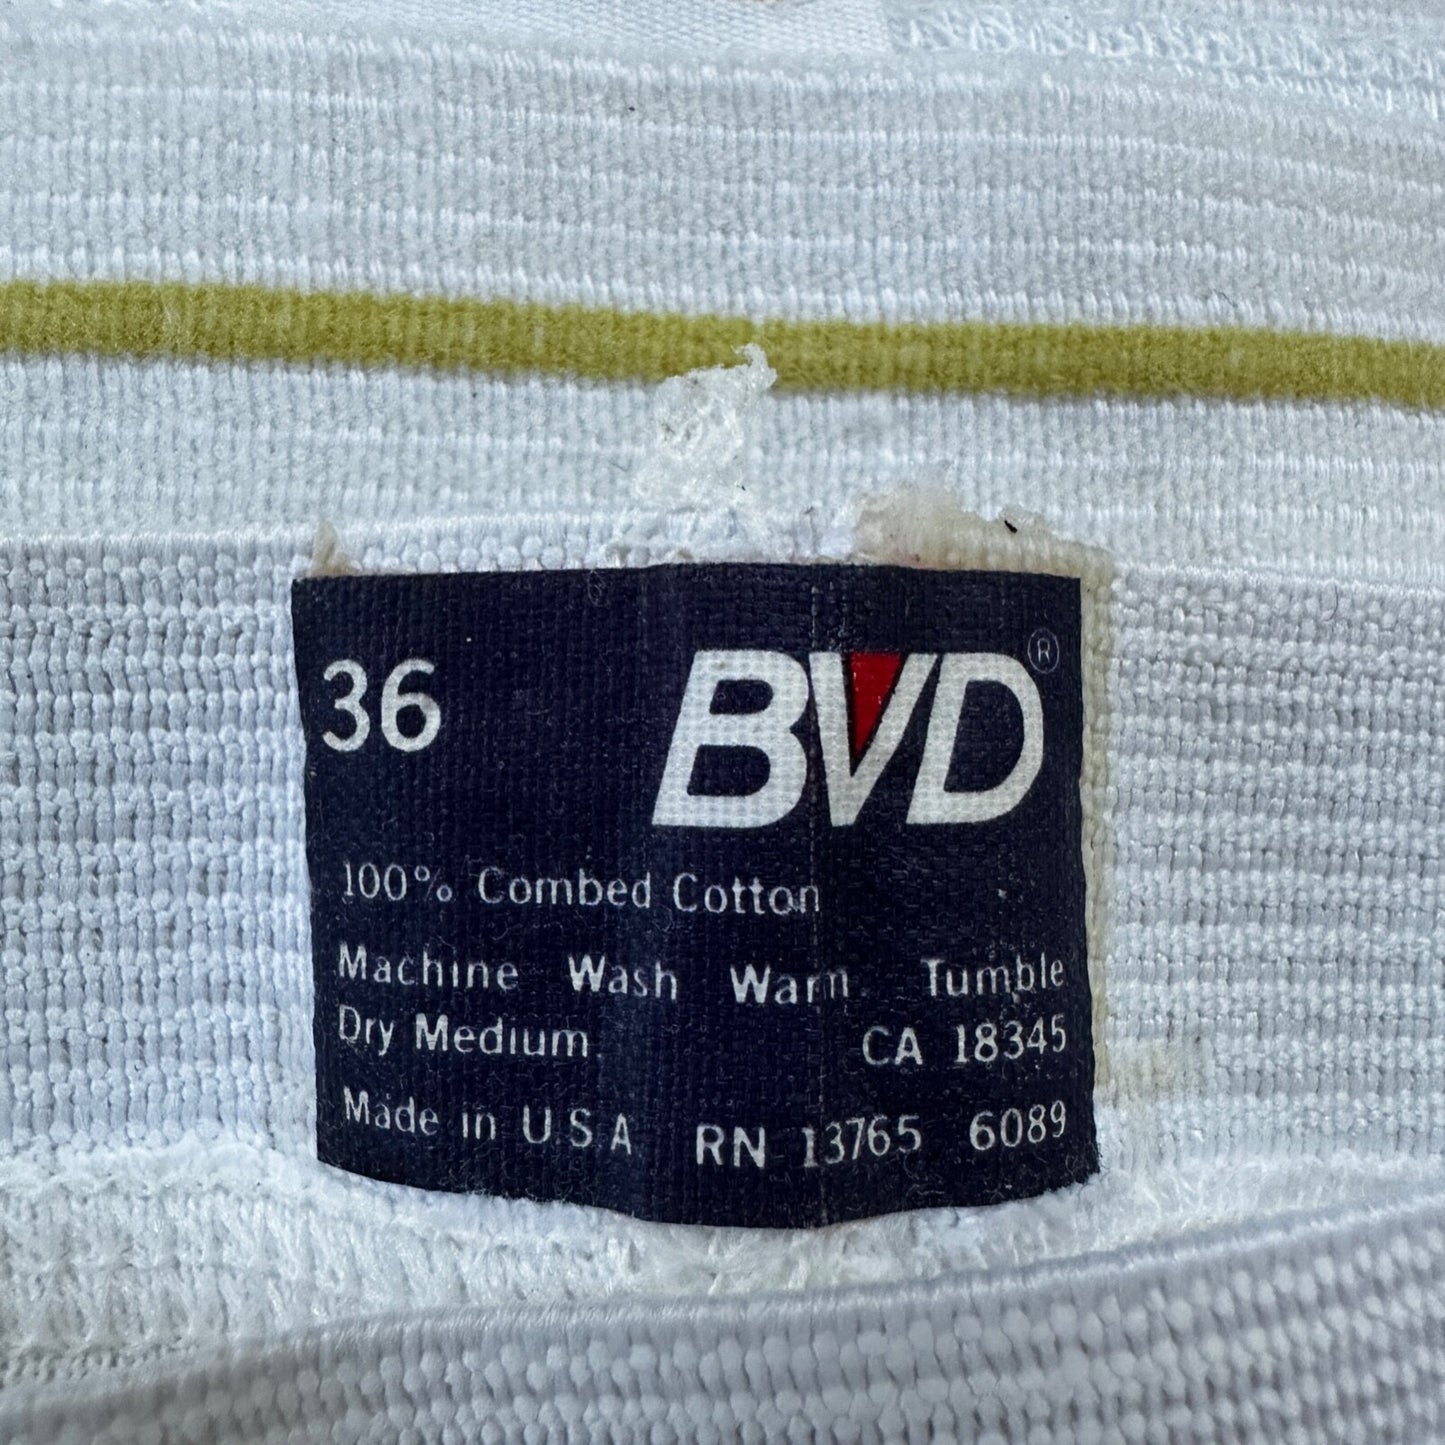 36 BVD®
100% Combed Cotton
Machine Wash Warm. Tumble
Dry Medium. CA 18345
Made in U S A RN 13765 6089